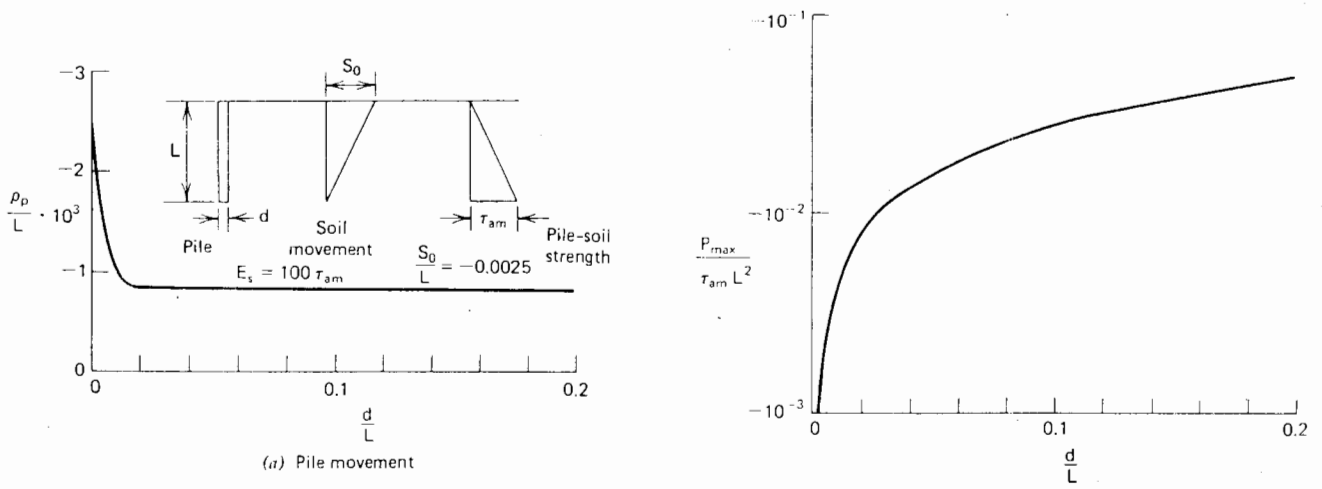 −3
−2
−1
0
ρp/L · 10³
S₀
L
d
Pile
Soil movement
τam
Pile-soil strength
Es = 100 τam
S₀/L = −0.0025
0
0.1
0.2
d/L
(a) Pile movement
−10⁻¹
−10⁻²
−10⁻³
Pmax/τam L²
0
0.1
0.2
d/L